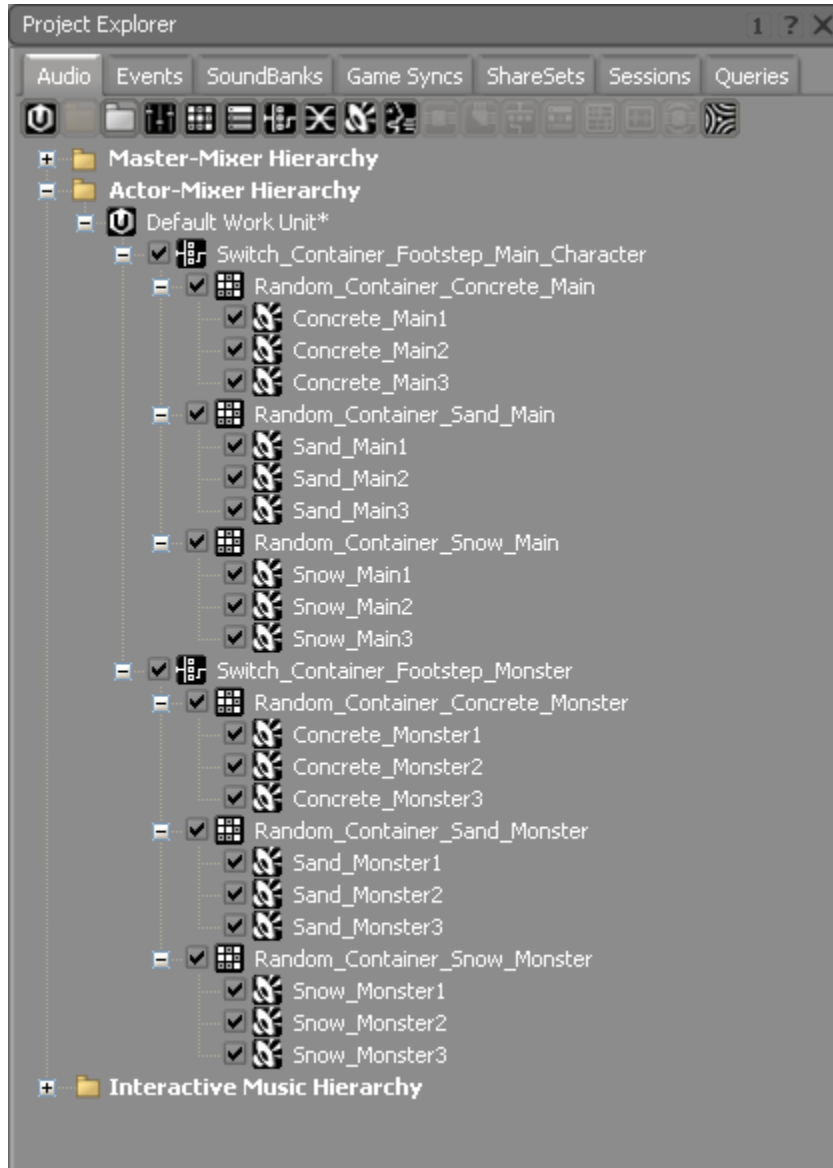 Project Explorer 1 ? X
Audio Events SoundBanks Game Syncs ShareSets Sessions Queries
Master-Mixer Hierarchy
Actor-Mixer Hierarchy
Default Work Unit*
Switch_Container_Footstep_Main_Character
Random_Container_Concrete_Main
Concrete_Main1
Concrete_Main2
Concrete_Main3
Random_Container_Sand_Main
Sand_Main1
Sand_Main2
Sand_Main3
Random_Container_Snow_Main
Snow_Main1
Snow_Main2
Snow_Main3
Switch_Container_Footstep_Monster
Random_Container_Concrete_Monster
Concrete_Monster1
Concrete_Monster2
Concrete_Monster3
Random_Container_Sand_Monster
Sand_Monster1
Sand_Monster2
Sand_Monster3
Random_Container_Snow_Monster
Snow_Monster1
Snow_Monster2
Snow_Monster3
Interactive Music Hierarchy